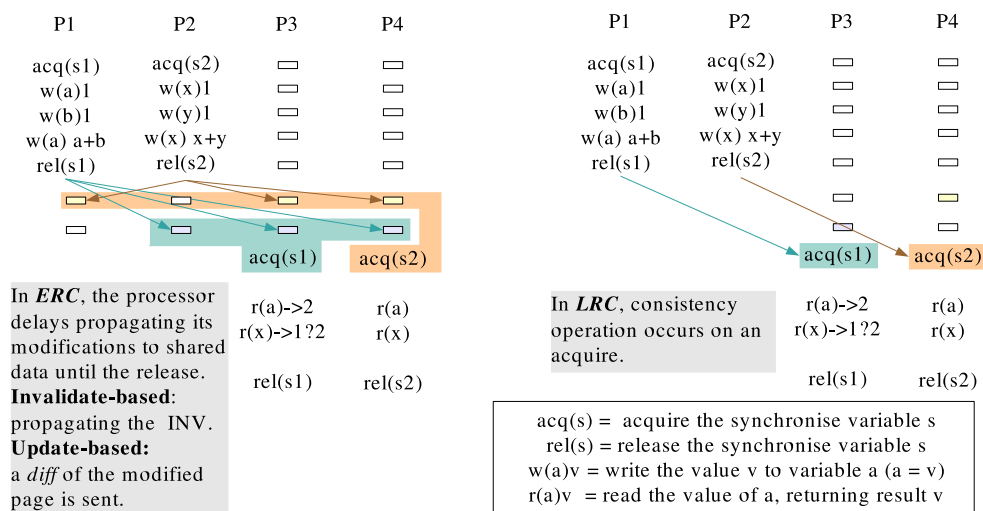 P1 P2 P3 P4
acq(s1) acq(s2)
w(a)1 w(x)1
w(b)1 w(y)1
w(a) a+b w(x) x+y
rel(s1) rel(s2)
acq(s1) acq(s2)
r(a)->2 r(a)
r(x)->1?2 r(x)
rel(s1) rel(s2)
In ERC, the processor
delays propagating its
modifications to shared
data until the release.
Invalidate-based:
propagating the INV.
Update-based:
a diff of the modified
page is sent.
P1 P2 P3 P4
acq(s1) acq(s2)
w(a)1 w(x)1
w(b)1 w(y)1
w(a) a+b w(x) x+y
rel(s1) rel(s2)
acq(s1) acq(s2)
In LRC, consistency
operation occurs on an
acquire.
r(a)->2 r(a)
r(x)->1?2 r(x)
rel(s1) rel(s2)
acq(s) = acquire the synchronise variable s
rel(s) = release the synchronise variable s
w(a)v = write the value v to variable a (a = v)
r(a)v = read the value of a, returning result v